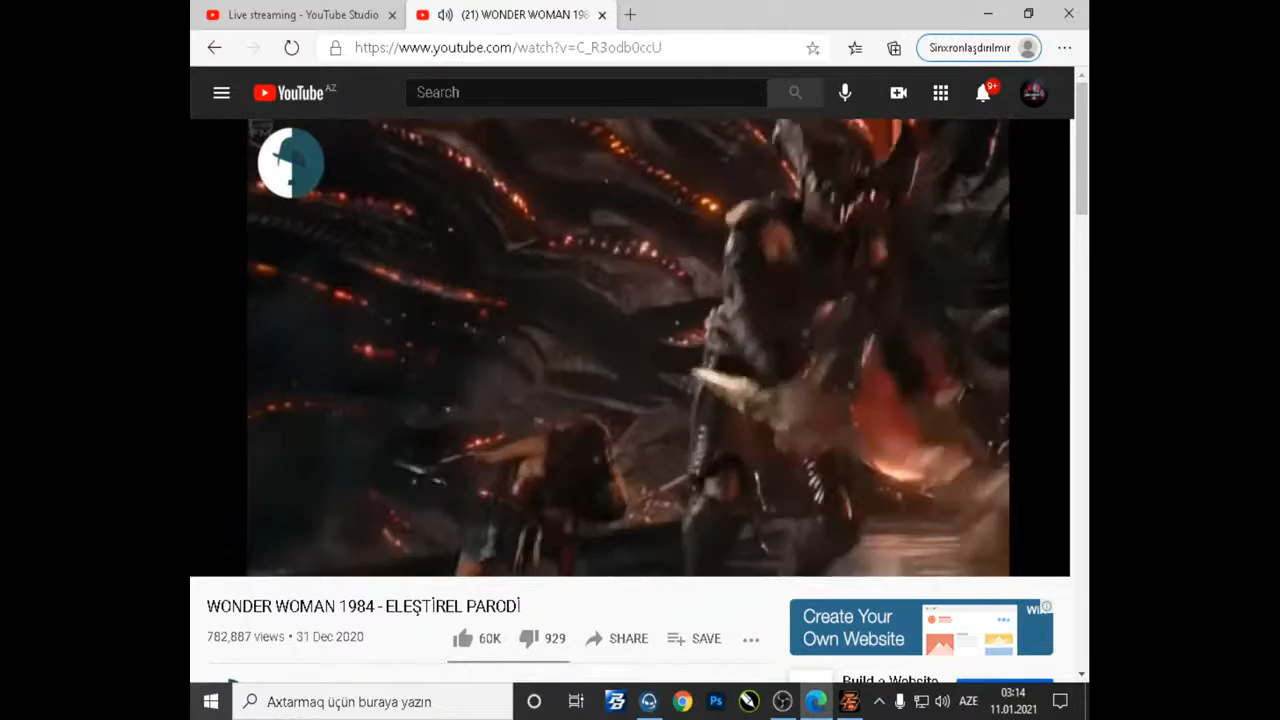 Live streaming - YouTube Studio
(21) WONDER WOMAN 198
https://www.youtube.com/watch?v=C_R3odb0ccU
Sinxronlaşdırılmır
YouTube AZ
Search
9+
WONDER WOMAN 1984 - ELEŞTİREL PARODİ
782,887 views • 31 Dec 2020
60K
929
SHARE
SAVE
Create Your
Own Website
Build a Website
Axtarmaq üçün buraya yazın
Ps
AZE
03:14
11.01.2021